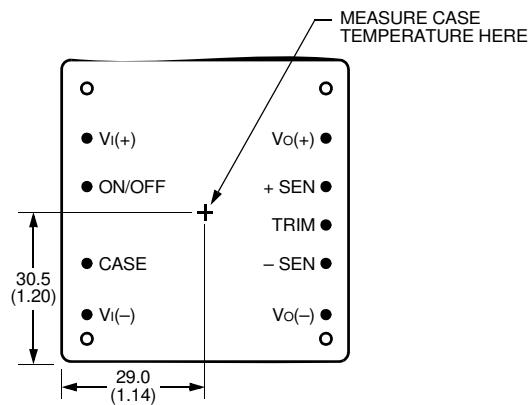 MEASURE CASE
TEMPERATURE HERE
VI(+)
VO(+)
ON/OFF
+ SEN
TRIM
CASE
– SEN
30.5
(1.20)
VI(–)
VO(–)
29.0
(1.14)